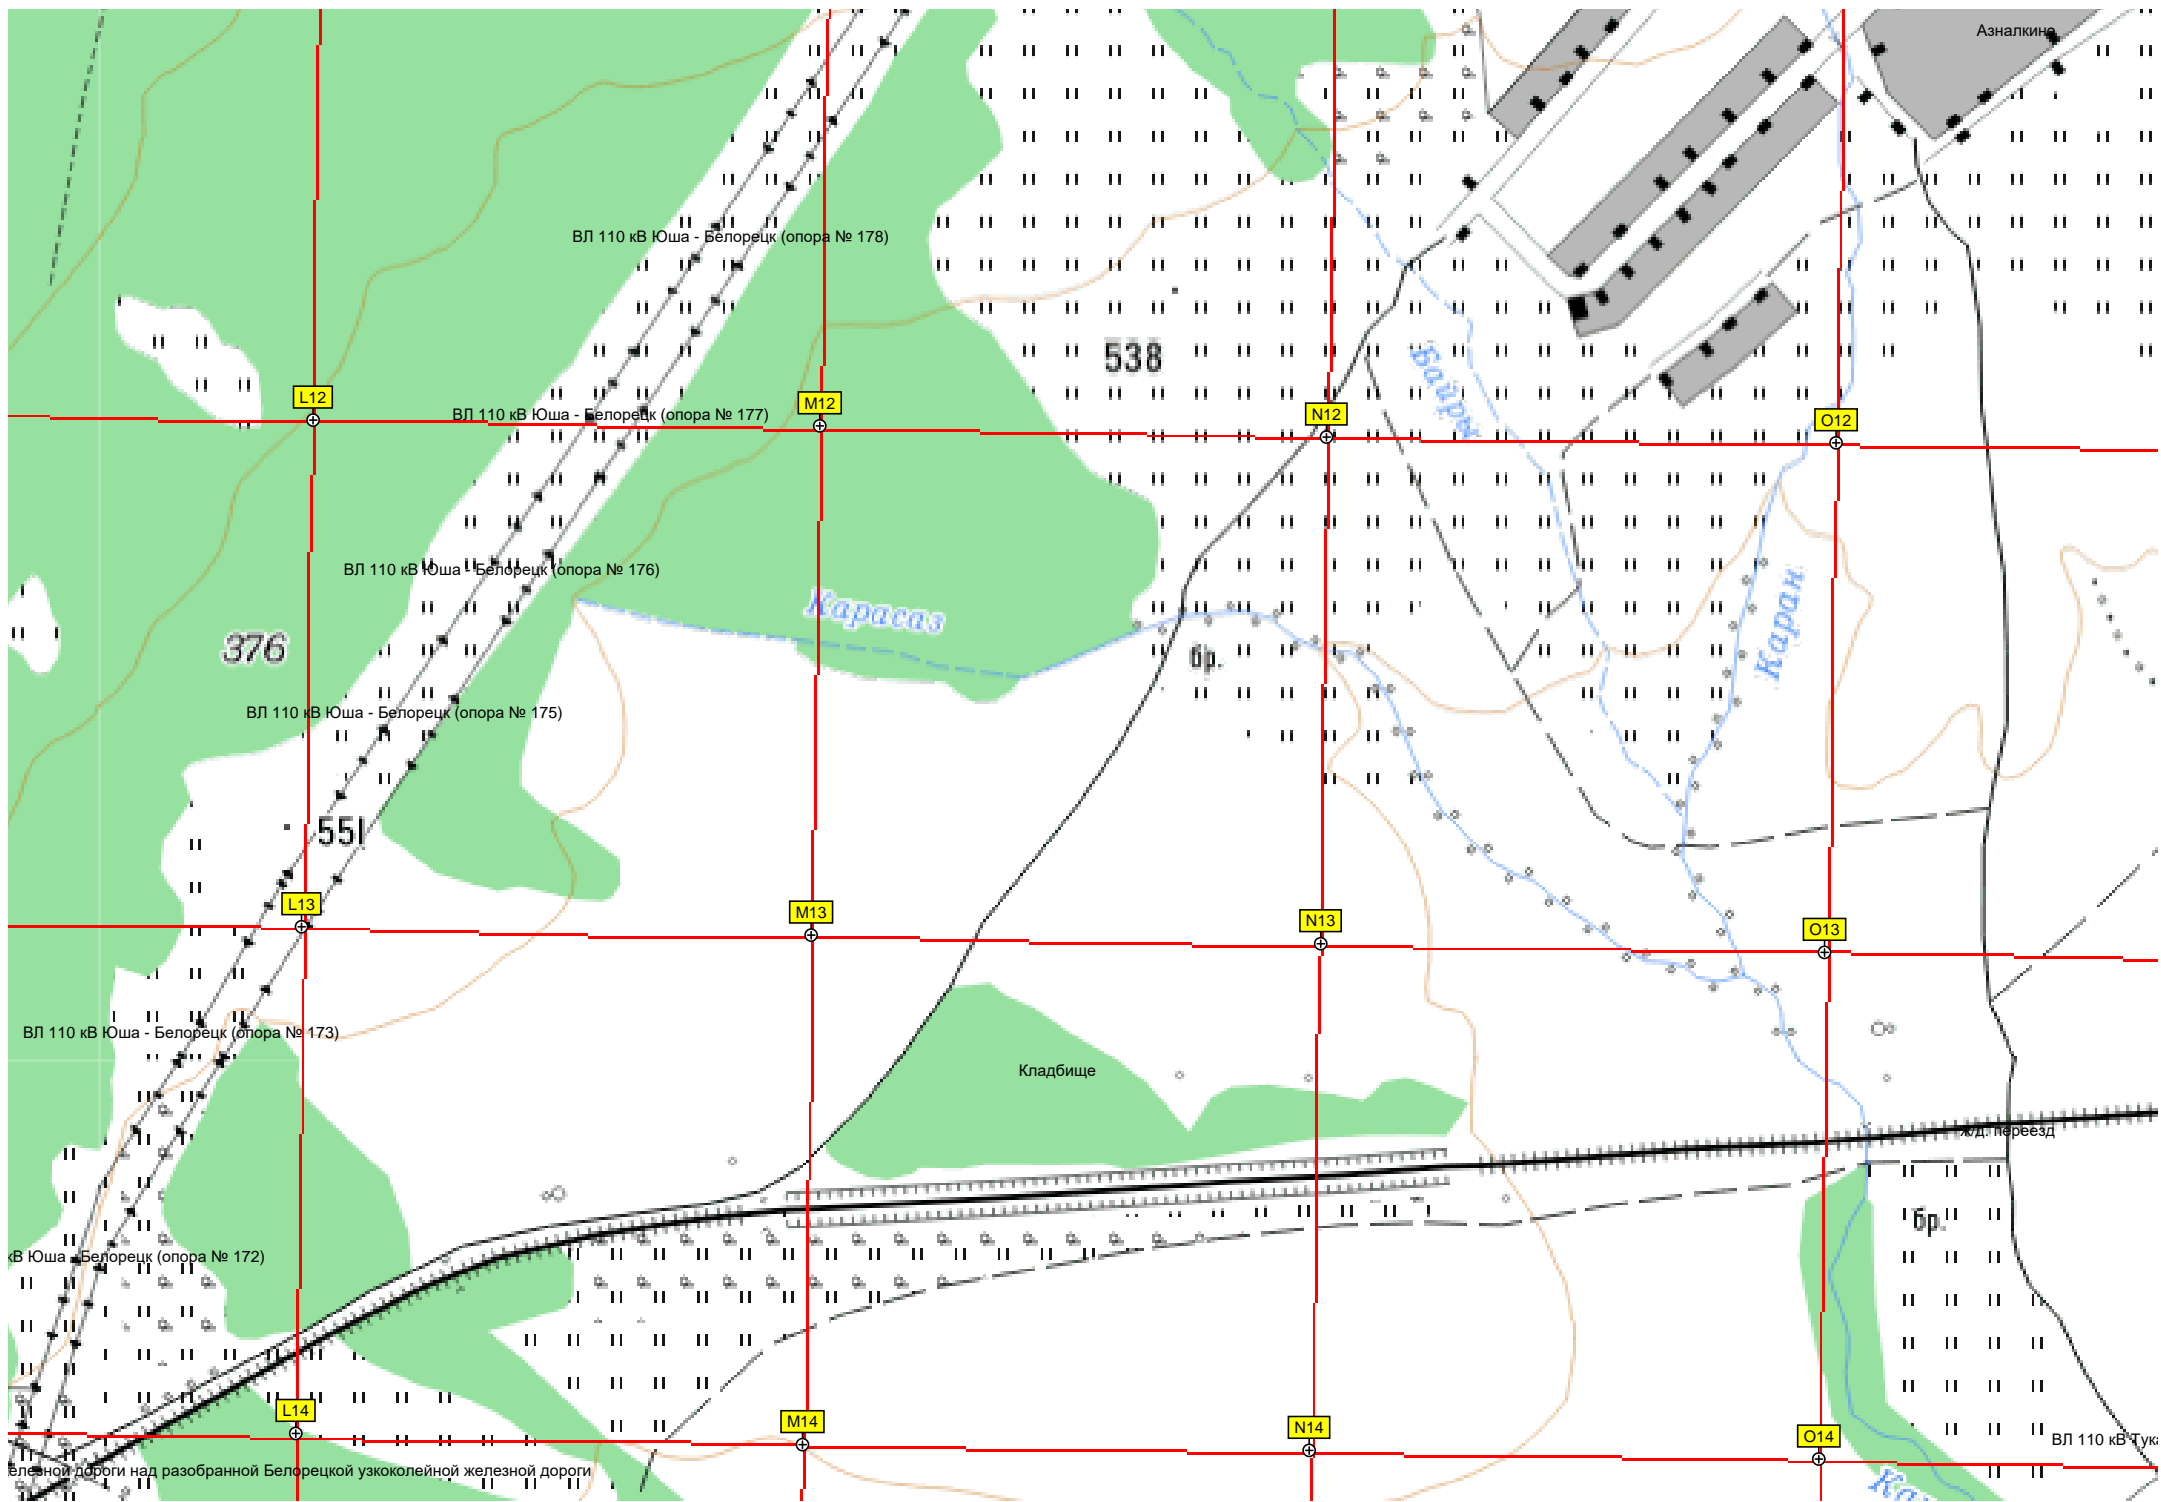 Азналкино
ВЛ 110 кВ Юша - Белорецк (опора № 178)
538
Байры
L12
ВЛ 110 кВ Юша - Белорецк (опора № 177)
M12
N12
O12
ВЛ 110 кВ Юша - Белорецк (опора № 176)
Карасаз
Каран
376
бр.
ВЛ 110 кВ Юша - Белорецк (опора № 175)
551
L13
M13
N13
O13
ВЛ 110 кВ Юша - Белорецк (опора № 173)
Кладбище
ж/д. переезд
бр.
кВ Юша - Белорецк (опора № 172)
L14
M14
N14
O14
ВЛ 110 кВ Тука
елезной дороги над разобранной Белорецкой узкоколейной железной дороги
Ка